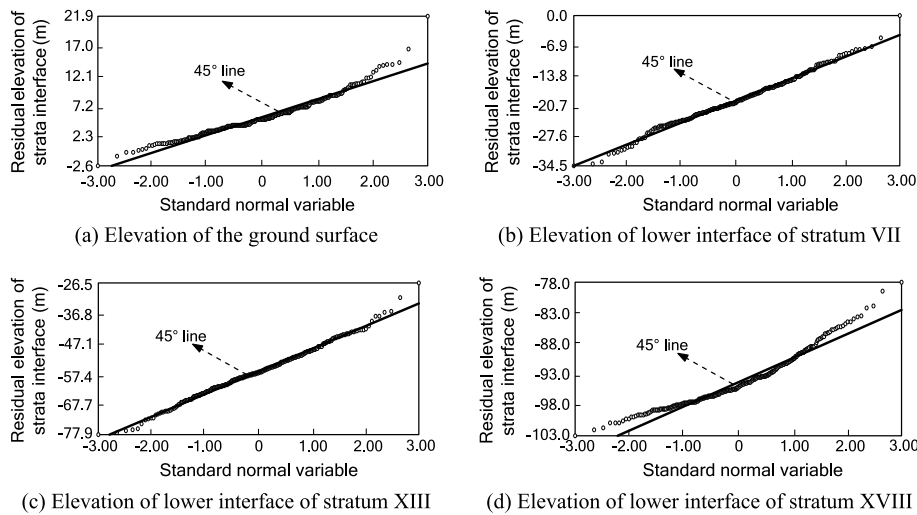 Residual elevation of
strata interface (m)
21.9
17.0
12.1
7.2
2.3
-2.6
45° line
-3.00 -2.00 -1.00 0 1.00 2.00 3.00
Standard normal variable
(a) Elevation of the ground surface
Residual elevation of
strata interface (m)
0.0
-6.9
-13.8
-20.7
-27.6
-34.5
45° line
-3.00 -2.00 -1.00 0 1.00 2.00 3.00
Standard normal variable
(b) Elevation of lower interface of stratum VII
Residual elevation of
strata interface (m)
-26.5
-36.8
-47.1
-57.4
-67.7
-77.9
45° line
-3.00 -2.00 -1.00 0 1.00 2.00 3.00
Standard normal variable
(c) Elevation of lower interface of stratum XIII
Residual elevation of
strata interface (m)
-78.0
-83.0
-88.0
-93.0
-98.0
-103.0
45° line
-3.00 -2.00 -1.00 0 1.00 2.00 3.00
Standard normal variable
(d) Elevation of lower interface of stratum XVIII